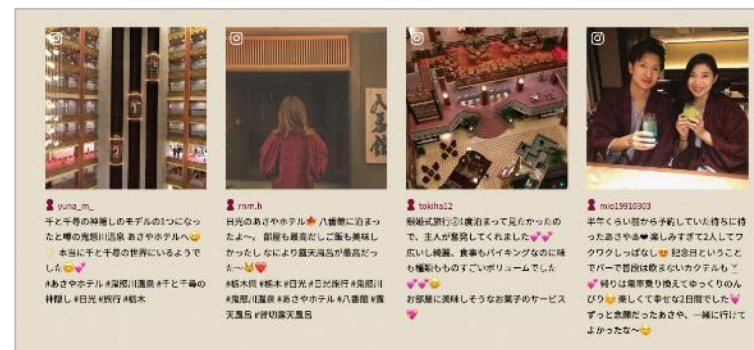 八番館
yuna_m_
千と千尋の神隠しのモデルの1つになっ
たと噂の鬼怒川温泉 あさやホテルへ😆
✨ 本当に千と千尋の世界にいるようで
した😊💕
#あさやホテル #鬼怒川温泉 #千と千尋の
神隠し #日光 #旅行 #栃木
rnm.h
日光のあさやホテル🍁 八番館に泊まっ
たよ〜。 部屋も最高だしご飯も美味し
かったし なにより露天風呂が最高だっ
た〜😻❤️
#栃木県 #栃木 #日光 #日光旅行 #鬼怒川
#鬼怒川温泉 #あさやホテル #八番館 #露
天風呂 #貸切露天風呂
tokiha12
銀婚式旅行②1度泊まって見たかったの
で、主人が奮発してくれました💕💕
広いし綺麗、食事もバイキングなのに味
も種類もものすごいボリュームでした
💕💕😋
お部屋に美味しそうなお菓子のサービス
💖
mio19910303
半年くらい前から予約していた待ちに待
ったあさや♨❤ 楽しみすぎて2人してワ
クワクしっぱなし😍 記念日ということ
でバーで普段は飲まないカクテルも🍸
💕 帰りは電車乗り換えてゆっくりのん
びり😊 楽しくて幸せな2日間でした💓
ずっと念願だったあさや、一緒に行けて
よかったな〜😊